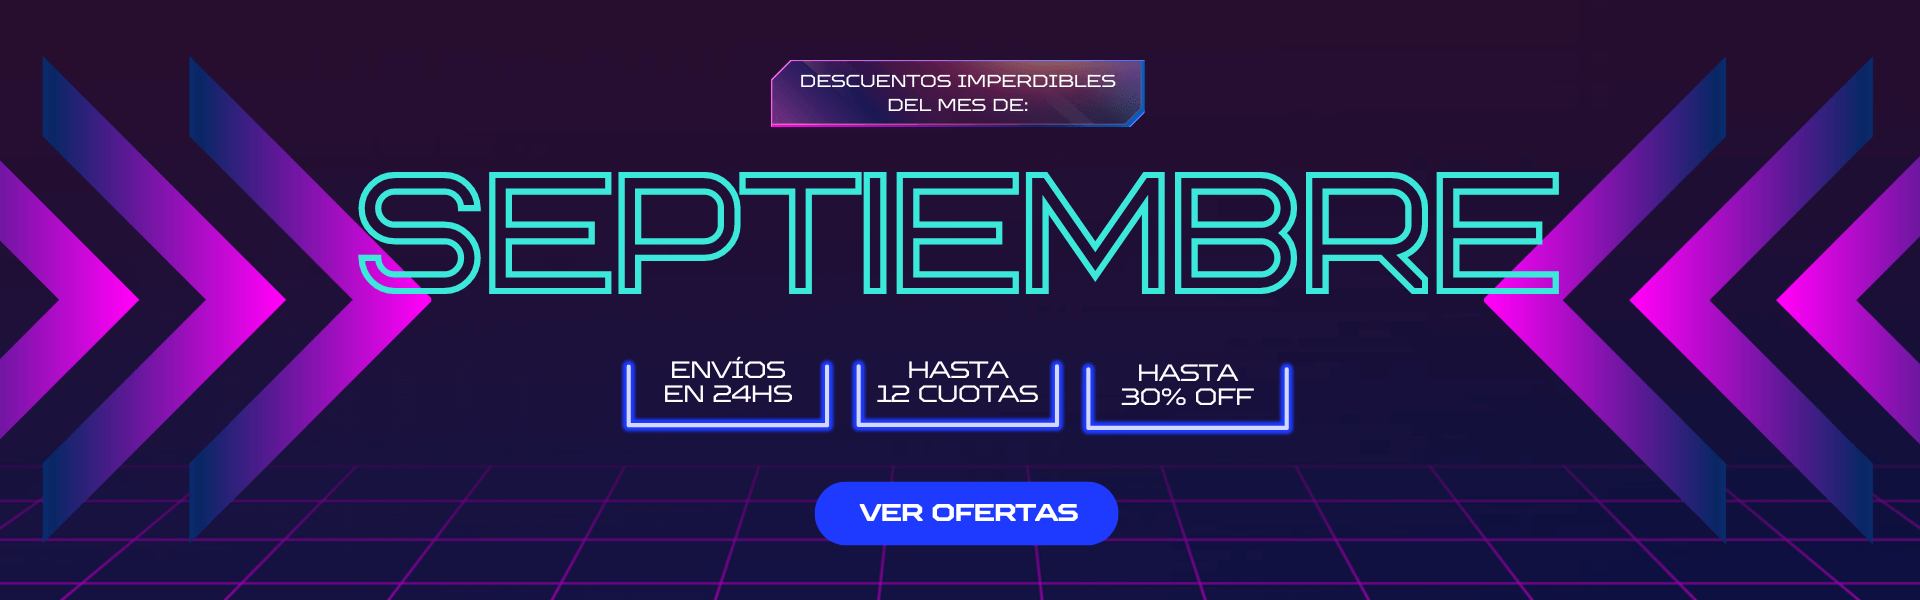 DESCUENTOS IMPERDIBLES
DEL MES DE:
SEPTIEMBRE
ENVÍOS
EN 24HS
HASTA
12 CUOTAS
HASTA
30% OFF
VER OFERTAS